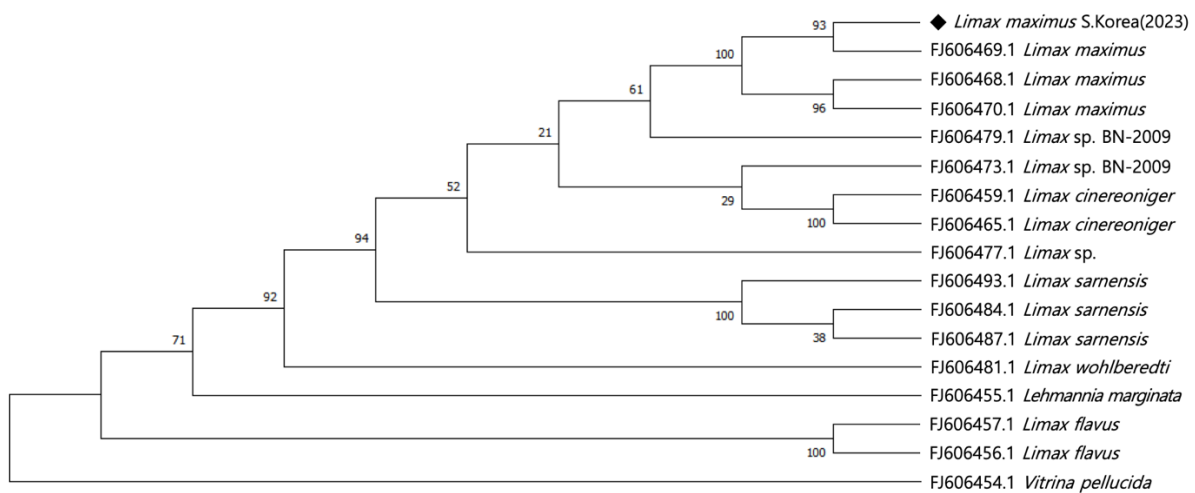 93
◆ Limax maximus S.Korea(2023)
FJ606469.1 Limax maximus
100
FJ606468.1 Limax maximus
96
FJ606470.1 Limax maximus
61
FJ606479.1 Limax sp. BN-2009
21
FJ606473.1 Limax sp. BN-2009
29
FJ606459.1 Limax cinereoniger
100
FJ606465.1 Limax cinereoniger
52
FJ606477.1 Limax sp.
94
FJ606493.1 Limax sarnensis
100
FJ606484.1 Limax sarnensis
38
FJ606487.1 Limax sarnensis
92
FJ606481.1 Limax wohlberedti
71
FJ606455.1 Lehmannia marginata
FJ606457.1 Limax flavus
100
FJ606456.1 Limax flavus
FJ606454.1 Vitrina pellucida